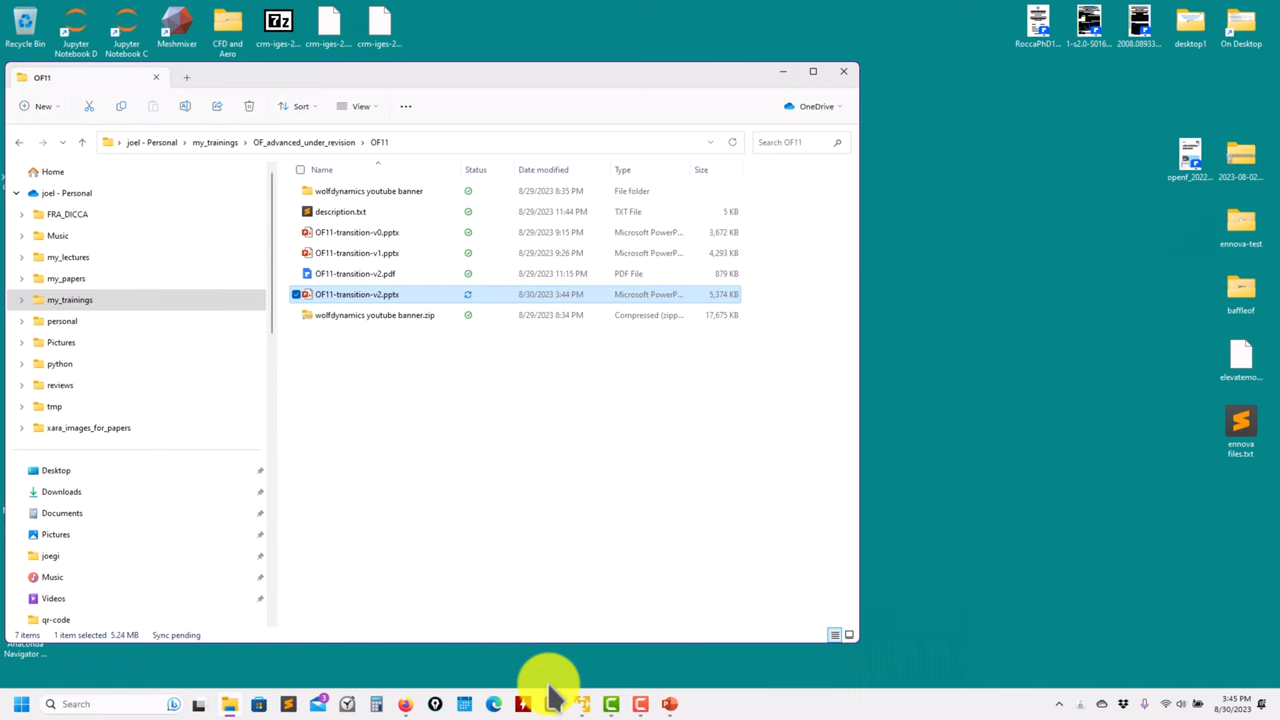 Recycle Bin
Jupyter Notebook D
Jupyter Notebook C
Meshmixer
CFD and Aero
crm-iges-2...
crm-iges-2...
crm-iges-2...
RoccaPhD1...
1-s2.0-S016...
2008.08933...
desktop1
On Desktop
OF11
New
Sort
View
OneDrive
joel - Personal
my_trainings
OF_advanced_under_revision
OF11
Search OF11
Name
Status
Date modified
Type
Size
wolfdynamics youtube banner 8/29/2023 8:35 PM File folder
description.txt 8/29/2023 11:44 PM TXT File 5 KB
OF11-transition-v0.pptx 8/29/2023 9:15 PM Microsoft PowerP... 3,672 KB
OF11-transition-v1.pptx 8/29/2023 9:26 PM Microsoft PowerP... 4,293 KB
OF11-transition-v2.pdf 8/29/2023 11:15 PM PDF File 879 KB
OF11-transition-v2.pptx 8/30/2023 3:44 PM Microsoft PowerP... 5,374 KB
wolfdynamics youtube banner.zip 8/29/2023 8:34 PM Compressed (zipp... 17,675 KB
Home
joel - Personal
FRA_DICCA
Music
my_lectures
my_papers
my_trainings
personal
Pictures
python
reviews
tmp
xara_images_for_papers
Desktop
Downloads
Documents
Pictures
joegi
Music
Videos
qr-code
7 items 1 item selected 5.24 MB Sync pending
openf_2022...
2023-08-02...
ennova-test
baffleof
elevatemo...
ennova files.txt
Anaconda
Navigator ...
Search
3
3:45 PM
8/30/2023